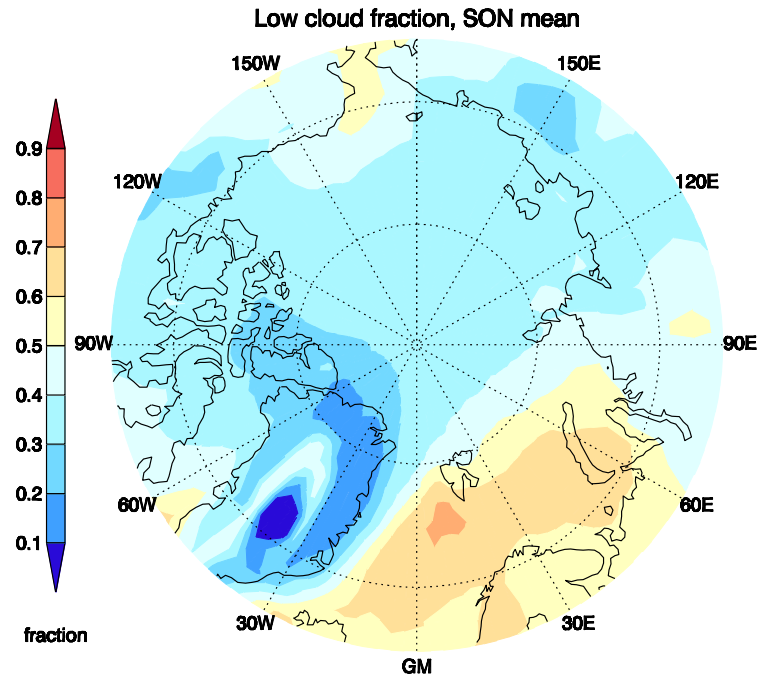 Low cloud fraction, SON mean
150W
150E
0.9
0.8
120W
120E
0.7
0.6
0.5
90W
90E
0.4
0.3
0.2
60W
60E
0.1
30W
30E
fraction
GM